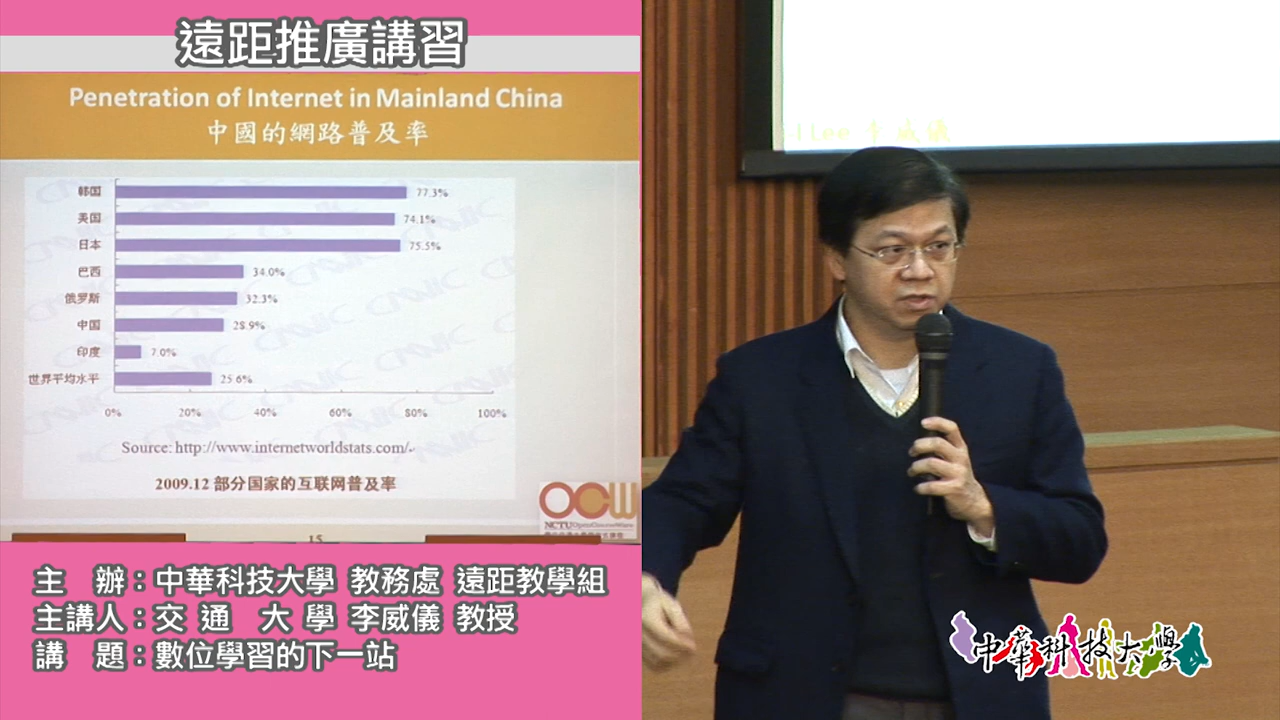 遠距推廣講習
Penetration of Internet in Mainland China
中國的網路普及率
韩国 77.3%
美国 74.1%
日本 75.5%
巴西 34.0%
俄罗斯 32.3%
中国 28.9%
印度 7.0%
世界平均水平 25.6%
0% 20% 40% 60% 80% 100%
Source: http://www.internetworldstats.com/
2009.12 部分国家的互联网普及率
OCW
NCTU OpenCourseWare
15
主　辦：中華科技大學 教務處 遠距教學組
主講人：交 通 大 學 李威儀 教授
講　題：數位學習的下一站
李威儀
中華科技大學